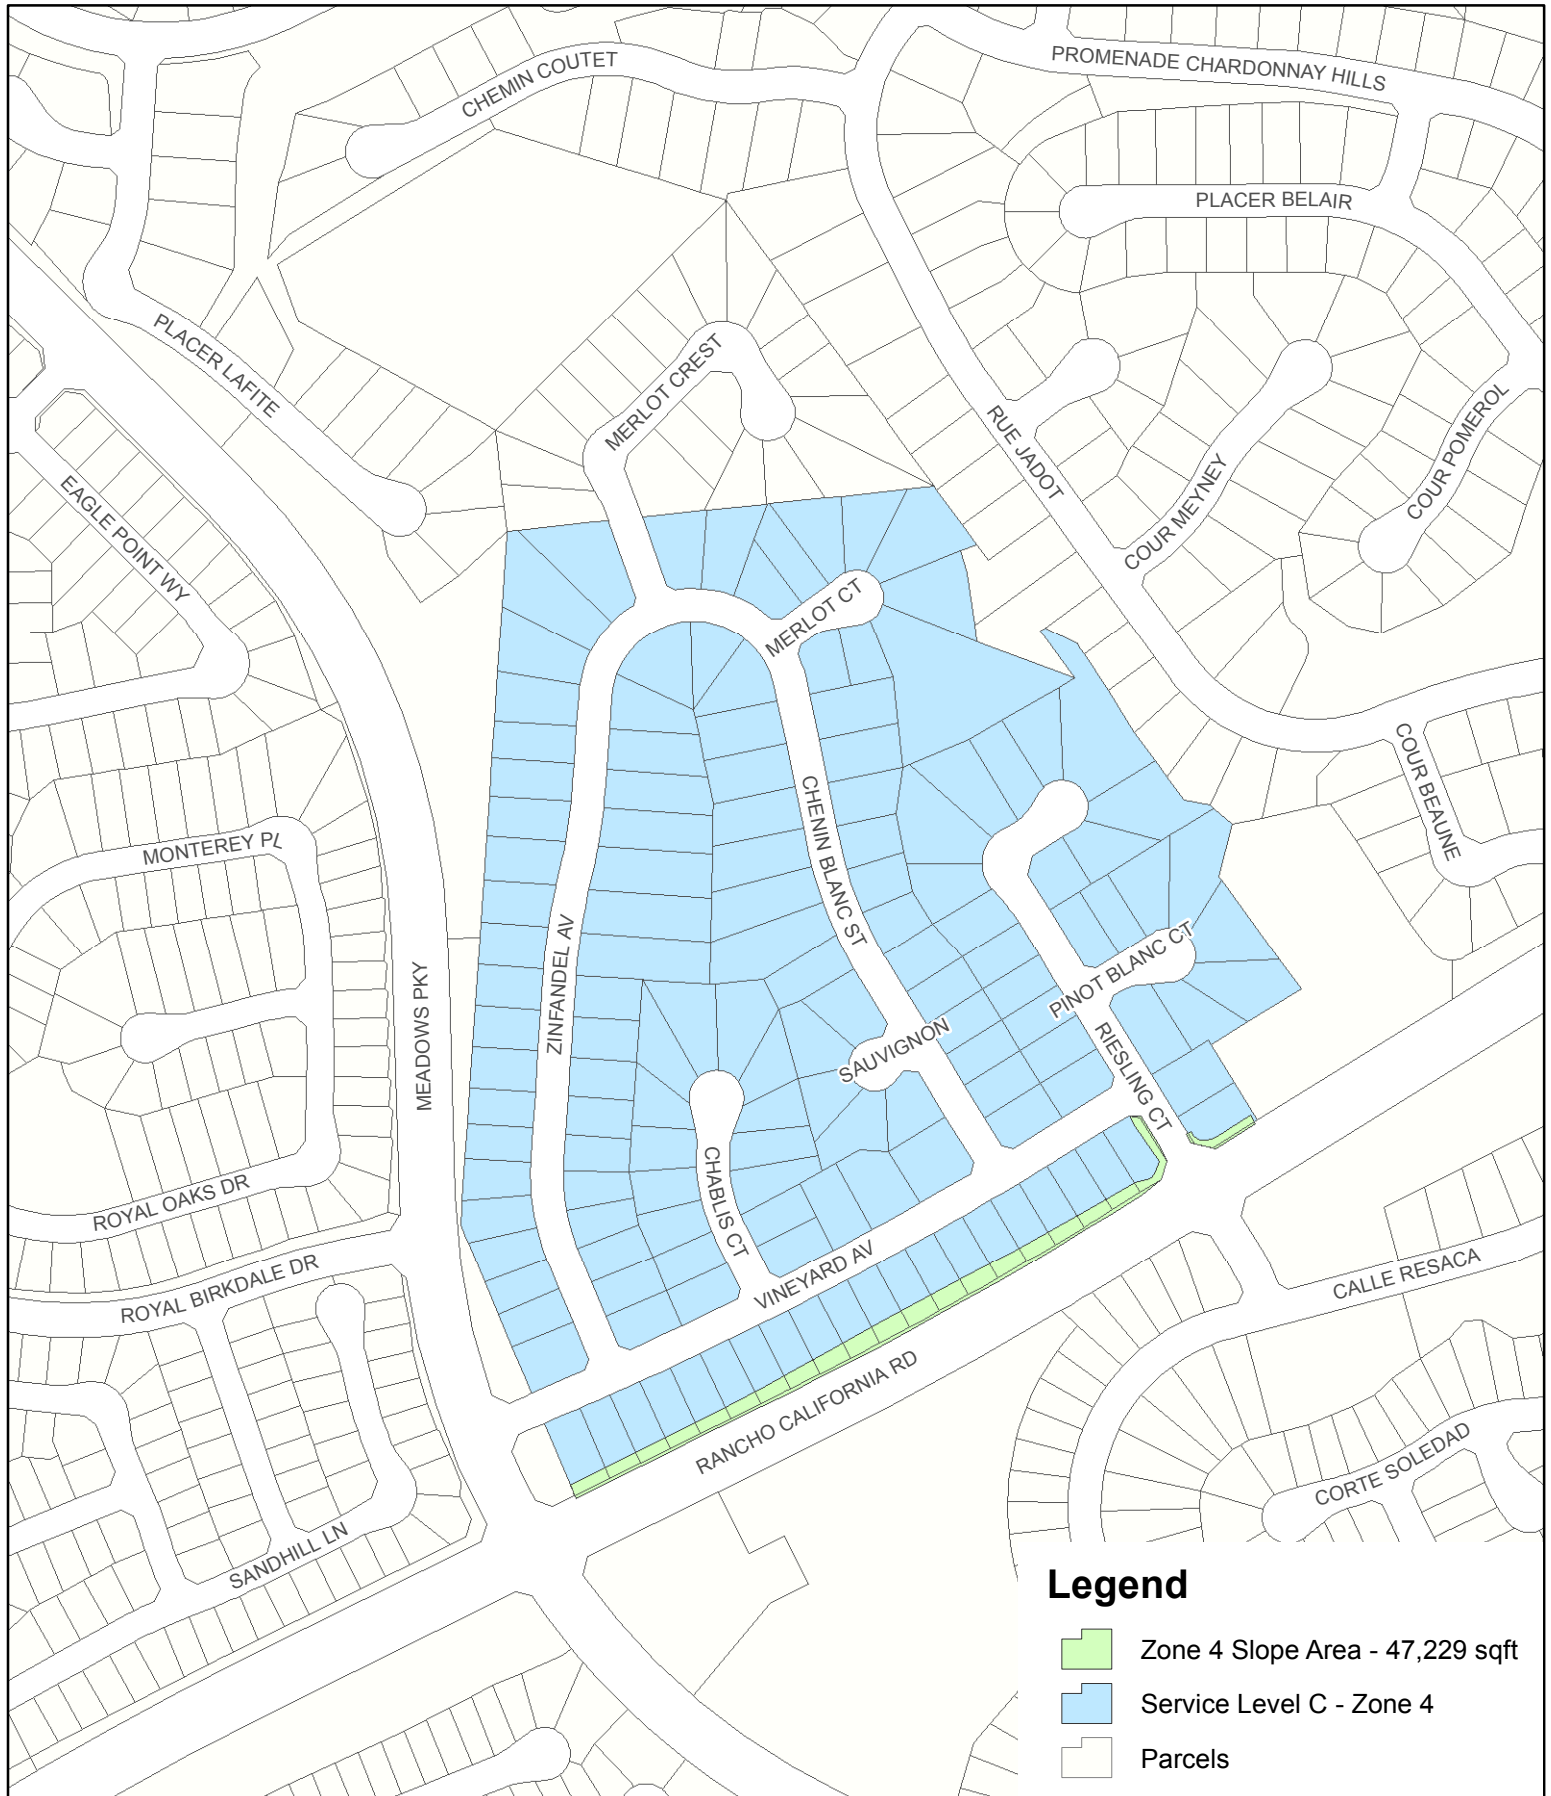 CHEMIN COUTET
PROMENADE CHARDONNAY HILLS
PLACER BELAIR
PLACER LAFITE
MERLOT CREST
RUE JADOT
COUR MEYNEY
COUR POMEROL
EAGLE POINT WY
MERLOT CT
COUR BEAUNE
MONTEREY PL
CHENIN BLANC ST
ZINFANDEL AV
MEADOWS PKY
PINOT BLANC CT
SAUVIGNON
RIESLING CT
CHABLIS CT
ROYAL OAKS DR
VINEYARD AV
ROYAL BIRKDALE DR
CALLE RESACA
RANCHO CALIFORNIA RD
CORTE SOLEDAD
SANDHILL LN
Legend
Zone 4 Slope Area - 47,229 sqft
Service Level C - Zone 4
Parcels